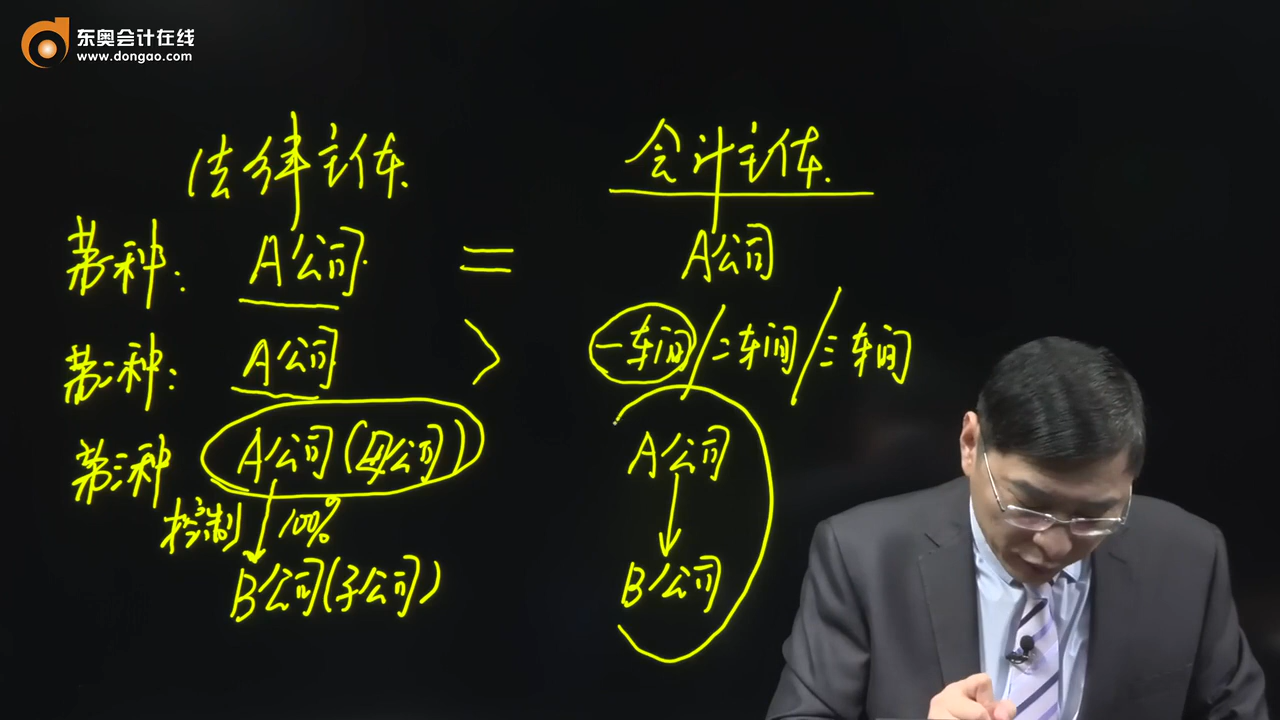 东奥会计在线
www.dongao.com
法律主体 会计主体
第一种: A公司 = A公司
第二种: A公司 > 一车间/二车间/三车间
第三种 A公司(母公司) A公司
控制 100%
B公司(子公司) B公司